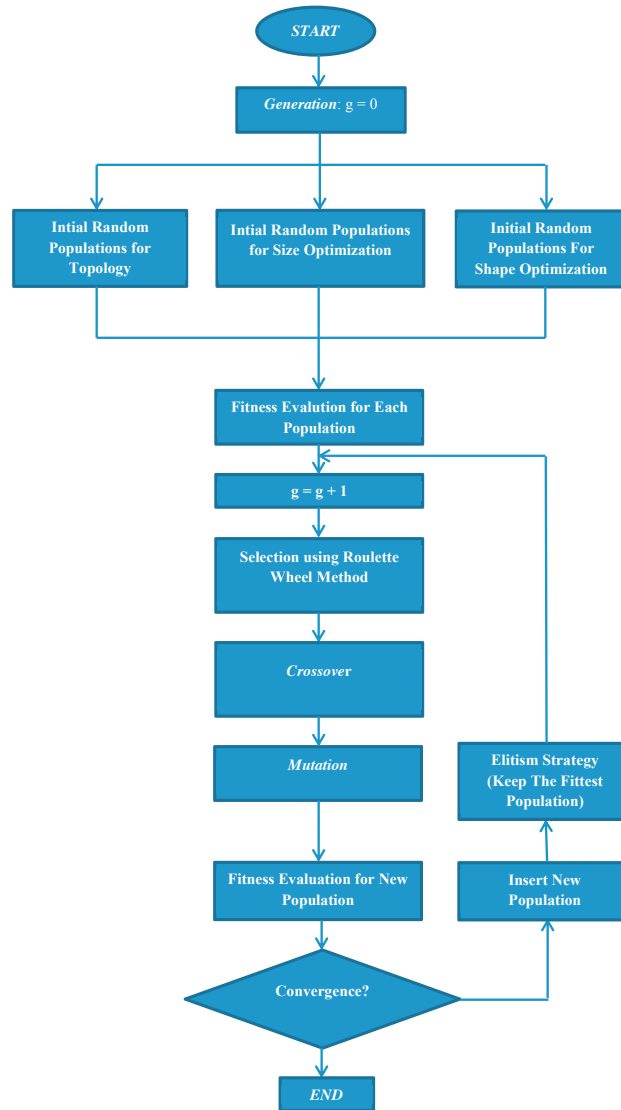 START
Generation: g = 0
Intial Random
Populations for
Topology
Intial Random Populations
for Size Optimization
Initial Random
Populations For
Shape Optimization
Fitness Evalution for Each
Population
g = g + 1
Selection using Roulette
Wheel Method
Crossover
Mutation
Elitism Strategy
(Keep The Fittest
Population)
Fitness Evaluation for New
Population
Insert New
Population
Convergence?
END